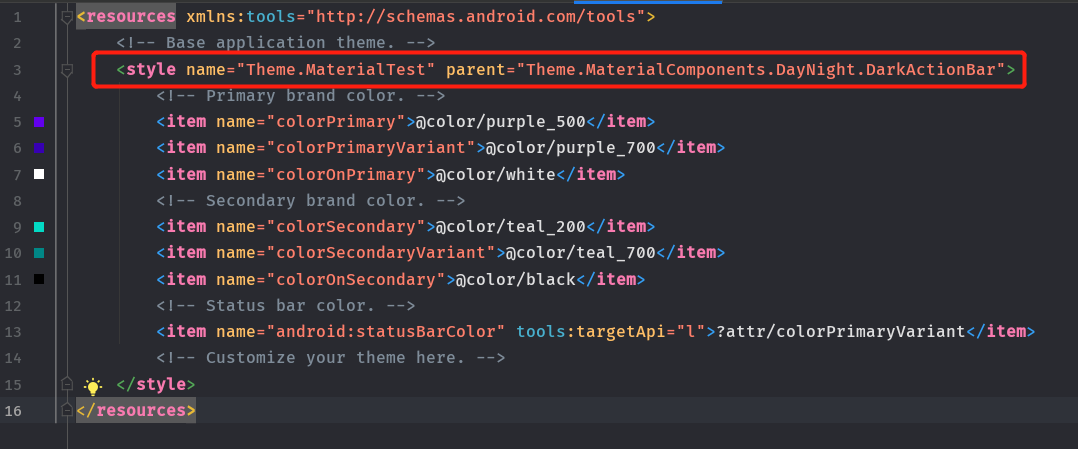 1 <resources xmlns:tools="http://schemas.android.com/tools">
2 <!-- Base application theme. -->
3 <style name="Theme.MaterialTest" parent="Theme.MaterialComponents.DayNight.DarkActionBar">
4 <!-- Primary brand color. -->
5 <item name="colorPrimary">@color/purple_500</item>
6 <item name="colorPrimaryVariant">@color/purple_700</item>
7 <item name="colorOnPrimary">@color/white</item>
8 <!-- Secondary brand color. -->
9 <item name="colorSecondary">@color/teal_200</item>
10 <item name="colorSecondaryVariant">@color/teal_700</item>
11 <item name="colorOnSecondary">@color/black</item>
12 <!-- Status bar color. -->
13 <item name="android:statusBarColor" tools:targetApi="l">?attr/colorPrimaryVariant</item>
14 <!-- Customize your theme here. -->
15 </style>
16 </resources>